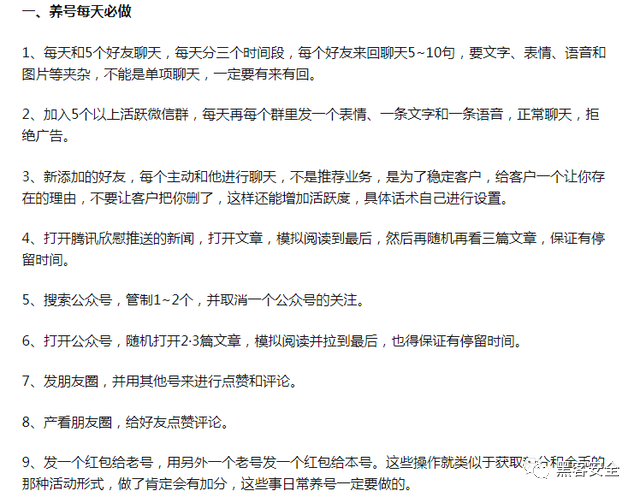 一、养号每天必做
1、每天和5个好友聊天，每天分三个时间段，每个好友来回聊天5~10句，要文字、表情、语音和
图片等夹杂，不能是单项聊天，一定要有来有回。
2、加入5个以上活跃微信群，每天再每个群里发一个表情、一条文字和一条语音，正常聊天，拒
绝广告。
3、新添加的好友，每个主动和他进行聊天，不是推荐业务，是为了稳定客户，给客户一个让你存
在的理由，不要让客户把你删了，这样还能增加活跃度，具体话术自己进行设置。
4、打开腾讯欣慰推送的新闻，打开文章，模拟阅读到最后，然后再随机再看三篇文章，保证有停
留时间。
5、搜索公众号，管制1~2个，并取消一个公众号的关注。
6、打开公众号，随机打开2-3篇文章，模拟阅读并拉到最后，也得保证有停留时间。
7、发朋友圈，并用其他号来进行点赞和评论。
8、产看朋友圈，给好友点赞评论。
9、发一个红包给老号，用另外一个老号发一个红包给本号。这些操作就类似于获取积分和金币的
那种活动形式，做了肯定会有加分，这些事日常养号一定要做的。
黑客安全